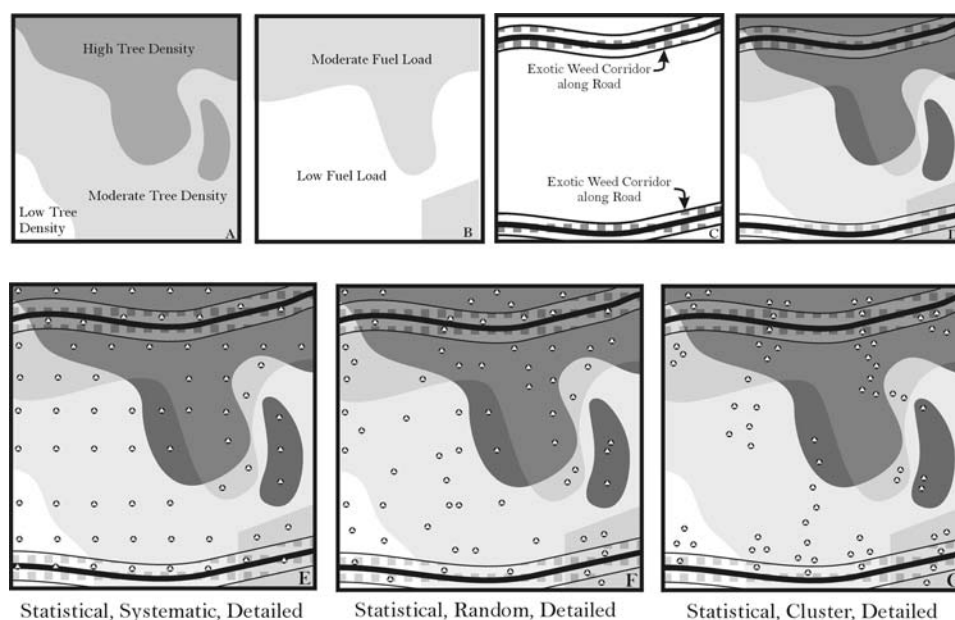 High Tree Density
Moderate Tree Density
Low Tree
Density
A
Moderate Fuel Load
Low Fuel Load
B
Exotic Weed Corridor
along Road
Exotic Weed Corridor
along Road
C
E
Statistical, Systematic, Detailed
F
Statistical, Random, Detailed
Statistical, Cluster, Detailed